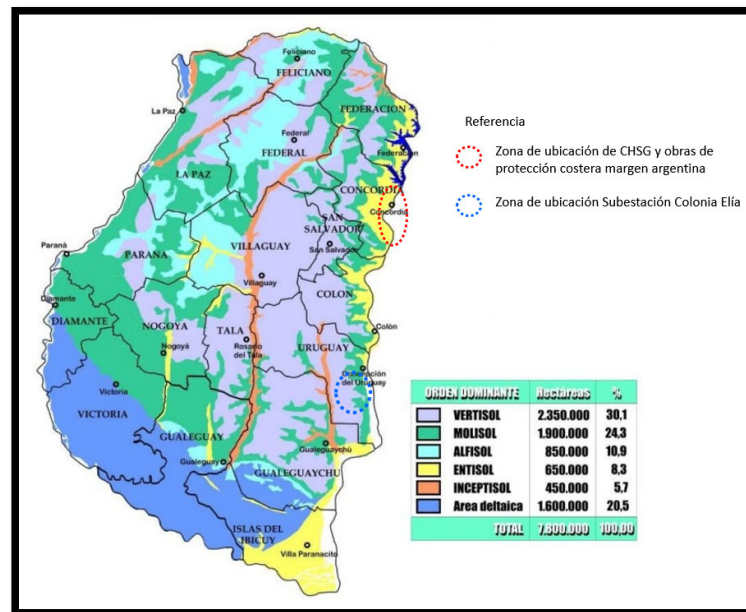 Feliciano
FELICIANO
La Paz
FEDERACION
Federal
FEDERAL
Federación
LA PAZ
CONCORDIA
Concordia
SAN
SALVADOR
San Salvador
VILLAGUAY
Villaguay
Paraná
PARANA
COLON
Colón
Diamante
DIAMANTE
NOGOYA
Nogoyá
TALA
Rosario
del Tala
URUGUAY
Concepción
del Uruguay
Victoria
VICTORIA
GUALEGUAY
Gualeguay
Gualeguaychú
GUALEGUAYCHU
ISLAS DEL
IBICUY
Villa Paranacito
Referencia
Zona de ubicación de CHSG y obras de
protección costera margen argentina
Zona de ubicación Subestación Colonia Elía
ORDEN DOMINANTE Hectáreas %
VERTISOL 2.350.000 30,1
MOLISOL 1.900.000 24,3
ALFISOL 850.000 10,9
ENTISOL 650.000 8,3
INCEPTISOL 450.000 5,7
Area deltaica 1.600.000 20,5
TOTAL 7.800.000 100,00